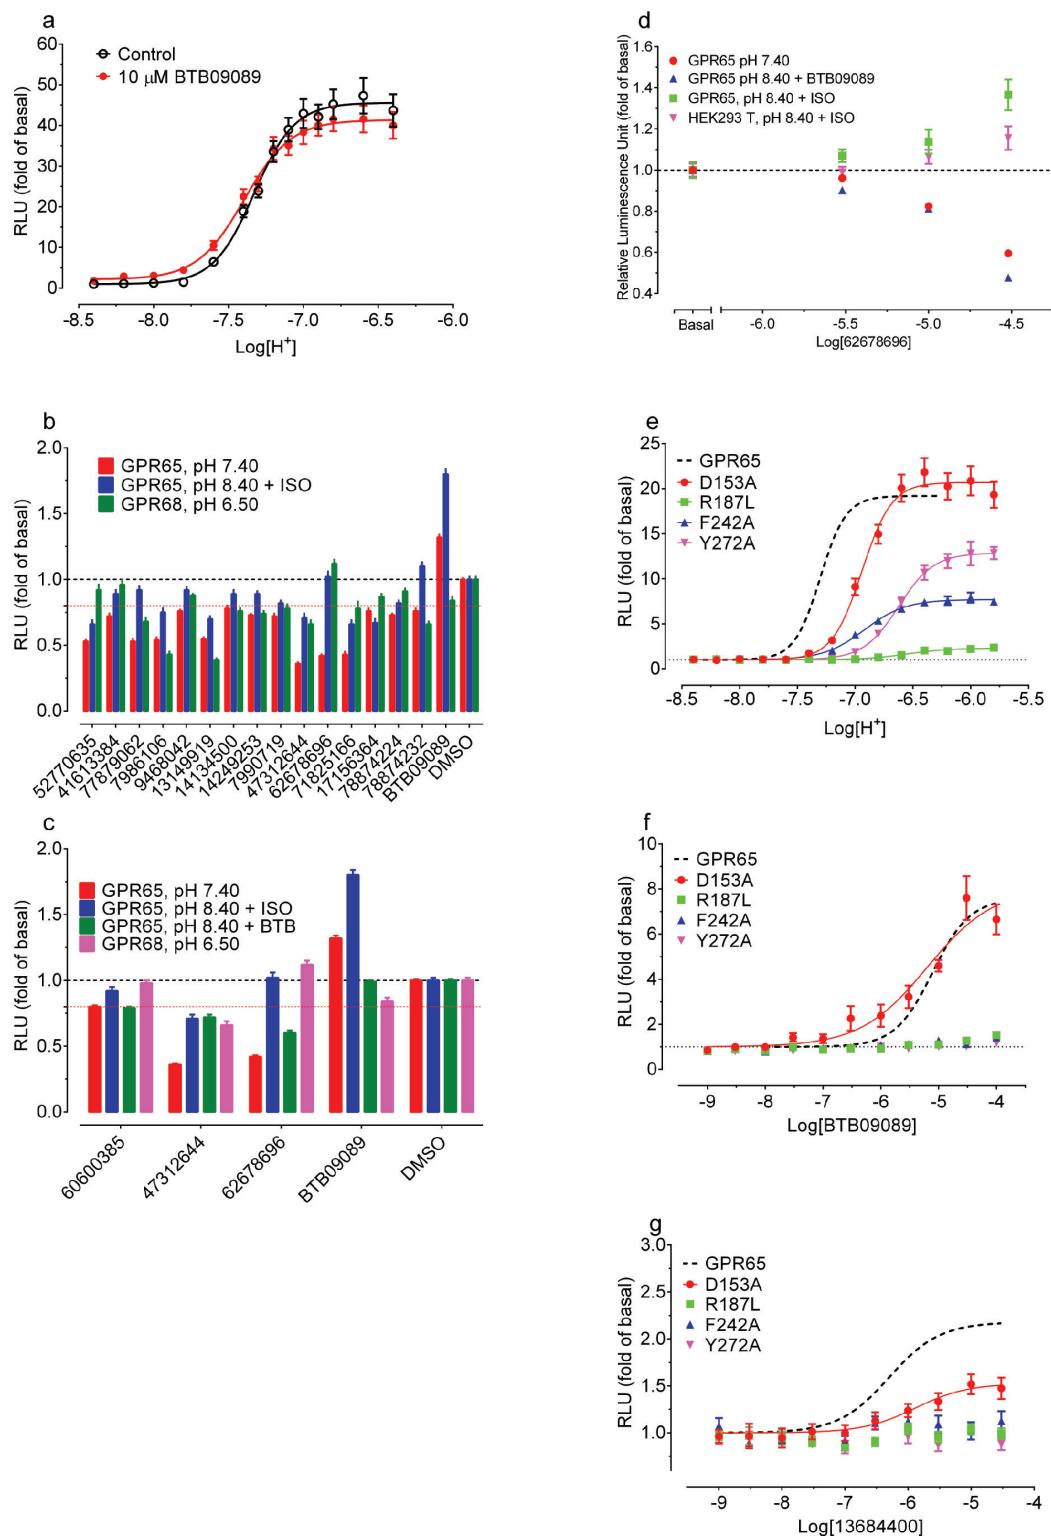 a
Control
10 μM BTB09089
RLU (fold of basal)
60
50
40
30
20
10
0
-8.5
-8.0
-7.5
-7.0
-6.5
-6.0
Log[H+]
b
GPR65, pH 7.40
GPR65, pH 8.40 + ISO
GPR68, pH 6.50
RLU (fold of basal)
2.0
1.5
1.0
0.5
0.0
52770635
41613384
77879062
7986106
9468042
13149919
14134500
14249253
7990719
47312644
62678696
71825166
17156364
78874224
78874232
BTB09089
DMSO
c
GPR65, pH 7.40
GPR65, pH 8.40 + ISO
GPR65, pH 8.40 + BTB
GPR68, pH 6.50
RLU (fold of basal)
2.0
1.5
1.0
0.5
0.0
60600385
47312644
62678696
BTB09089
DMSO
d
GPR65 pH 7.40
GPR65 pH 8.40 + BTB09089
GPR65, pH 8.40 + ISO
HEK293 T, pH 8.40 + ISO
Relative Luminescence Unit (fold of basal)
1.6
1.4
1.2
1.0
0.8
0.6
0.4
Basal
-6.0
-5.5
-5.0
-4.5
Log[62678696]
e
GPR65
D153A
R187L
F242A
Y272A
RLU (fold of basal)
25
20
15
10
5
0
-8.5
-8.0
-7.5
-7.0
-6.5
-6.0
-5.5
Log[H+]
f
GPR65
D153A
R187L
F242A
Y272A
RLU (fold of basal)
10
8
6
4
2
0
-9
-8
-7
-6
-5
-4
Log[BTB09089]
g
GPR65
D153A
R187L
F242A
Y272A
RLU (fold of basal)
3.0
2.5
2.0
1.5
1.0
-9
-8
-7
-6
-5
-4
Log[13684400]